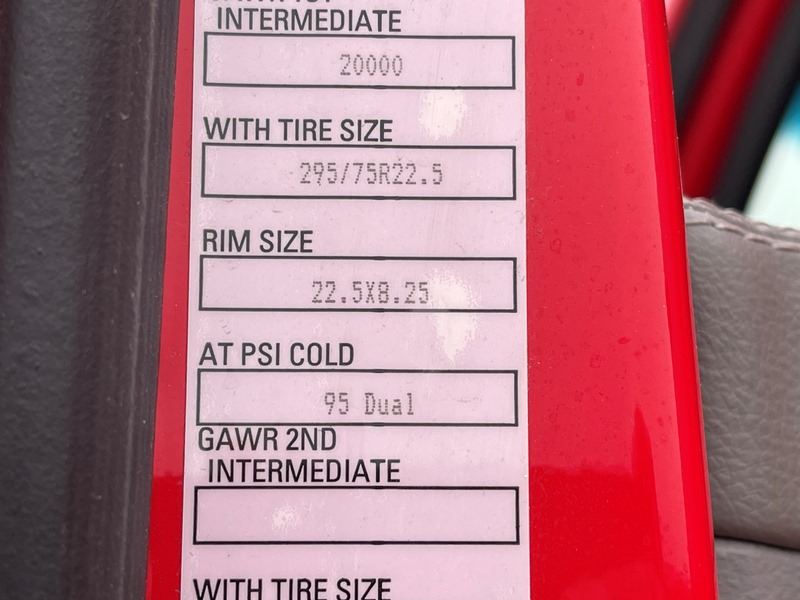 INTERMEDIATE
20000
WITH TIRE SIZE
295/75R22.5
RIM SIZE
22.5X8.25
AT PSI COLD
95 Dual
GAWR 2ND
INTERMEDIATE
WITH TIRE SIZE